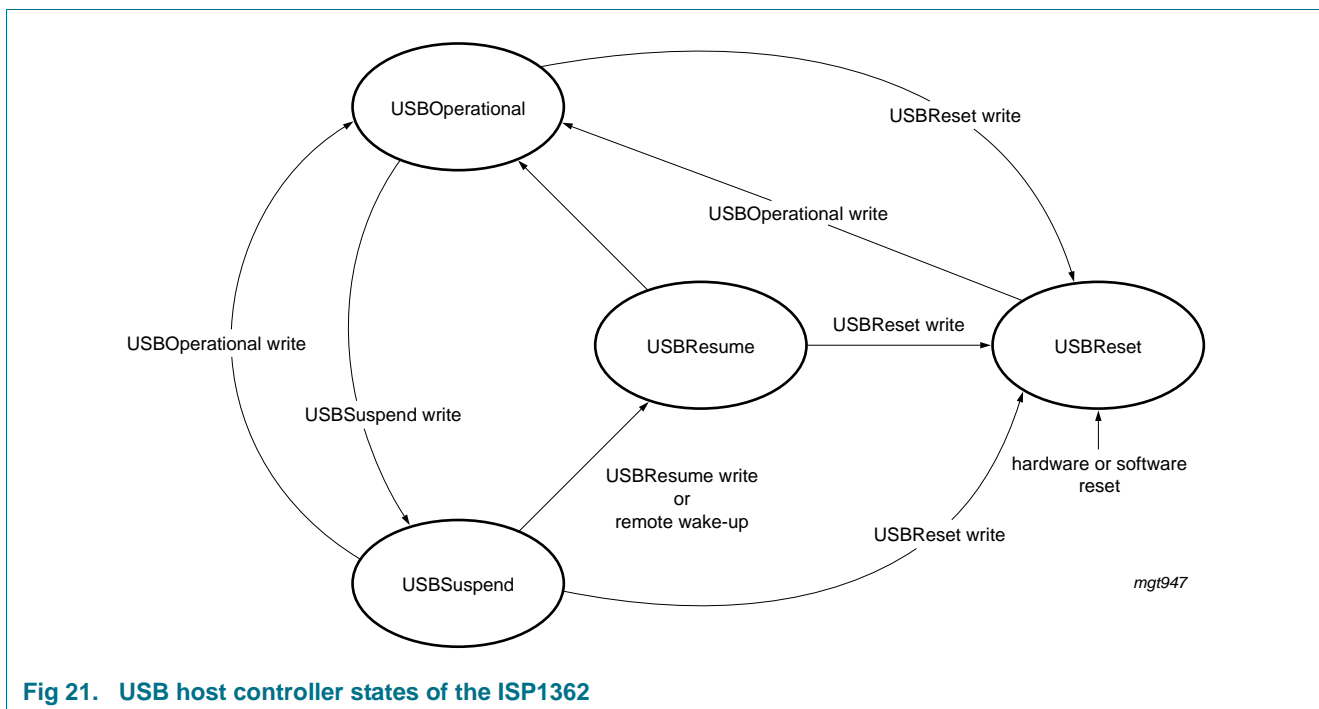 USBOperational
USBReset write
USBOperational write
USBReset write
USBResume
USBReset
USBOperational write
USBSuspend write
hardware or software
reset
USBResume write
or
remote wake-up
USBReset write
USBSuspend
mgt947
Fig 21. USB host controller states of the ISP1362